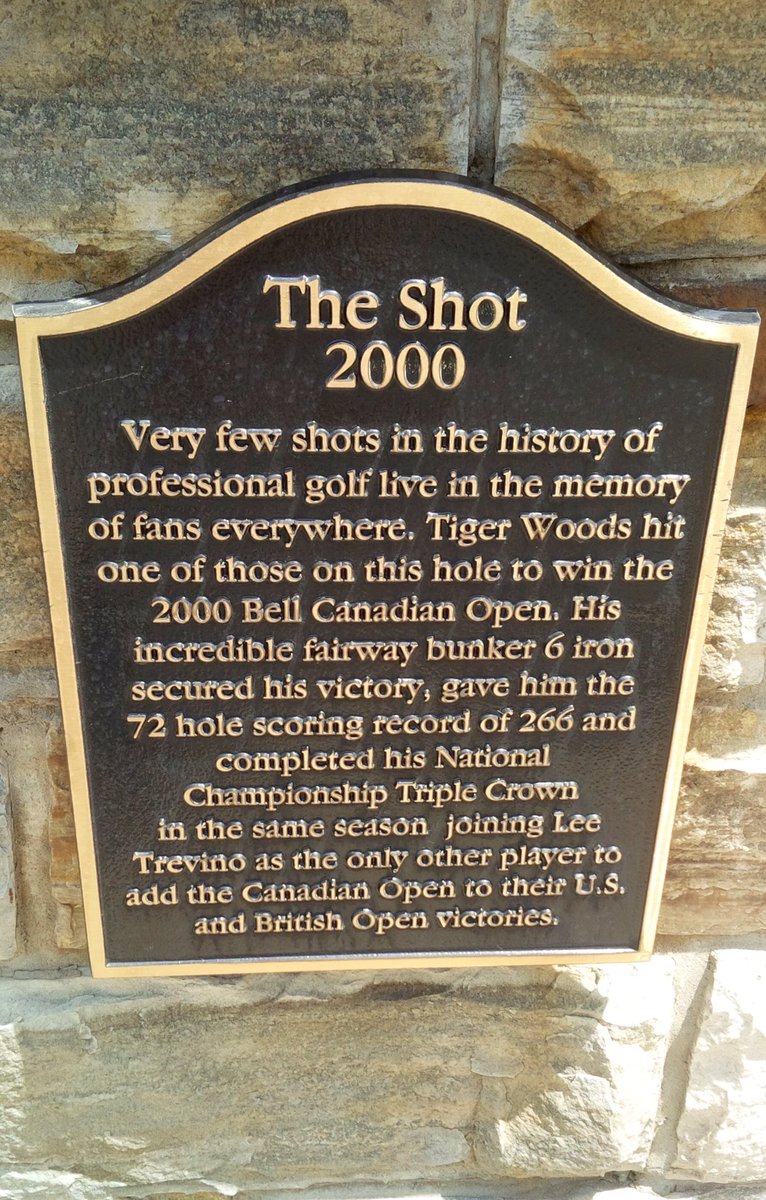 The Shot
2000
Very few shots in the history of
professional golf live in the memory
of fans everywhere. Tiger Woods hit
one of those on this hole to win the
2000 Bell Canadian Open. His
incredible fairway bunker 6 iron
secured his victory, gave him the
72 hole scoring record of 266 and
completed his National
Championship Triple Crown
in the same season joining Lee
Trevino as the only other player to
add the Canadian Open to their U.S.
and British Open victories.